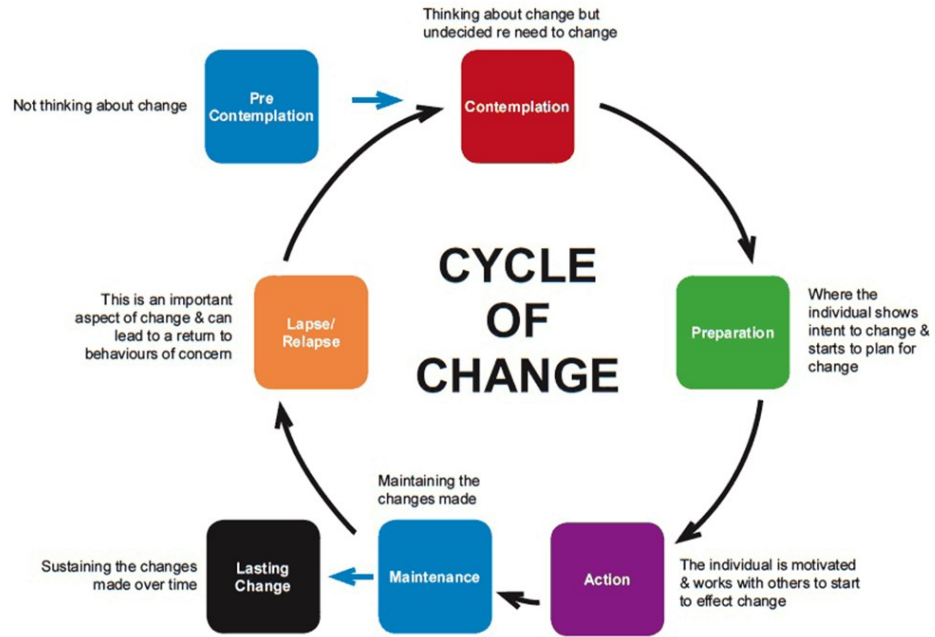 Thinking about change but
undecided re need to change
Not thinking about change
Pre
Contemplation
Contemplation
CYCLE
OF
CHANGE
This is an important
aspect of change & can
lead to a return to
behaviours of concern
Lapse/
Relapse
Preparation
Where the
individual shows
intent to change &
starts to plan for
change
Maintaining the
changes made
Sustaining the changes
made over time
Lasting
Change
Maintenance
Action
The individual is motivated
& works with others to start
to effect change